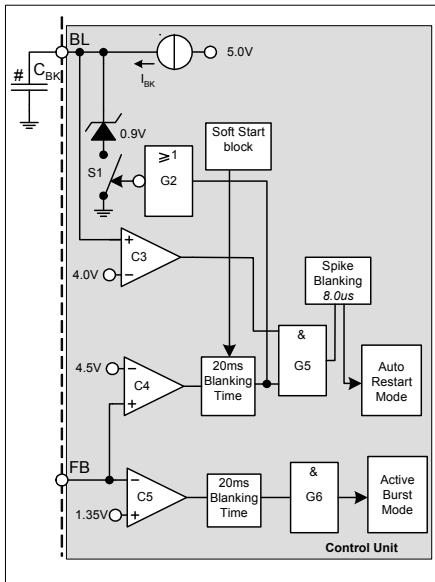 BL
5.0V
#
C_BK
I_BK
0.9V
S1
≥1
G2
Soft Start
block
C3
4.0V
Spike
Blanking
8.0us
4.5V
C4
20ms
Blanking
Time
&
G5
Auto
Restart
Mode
FB
C5
1.35V
20ms
Blanking
Time
&
G6
Active
Burst
Mode
Control Unit